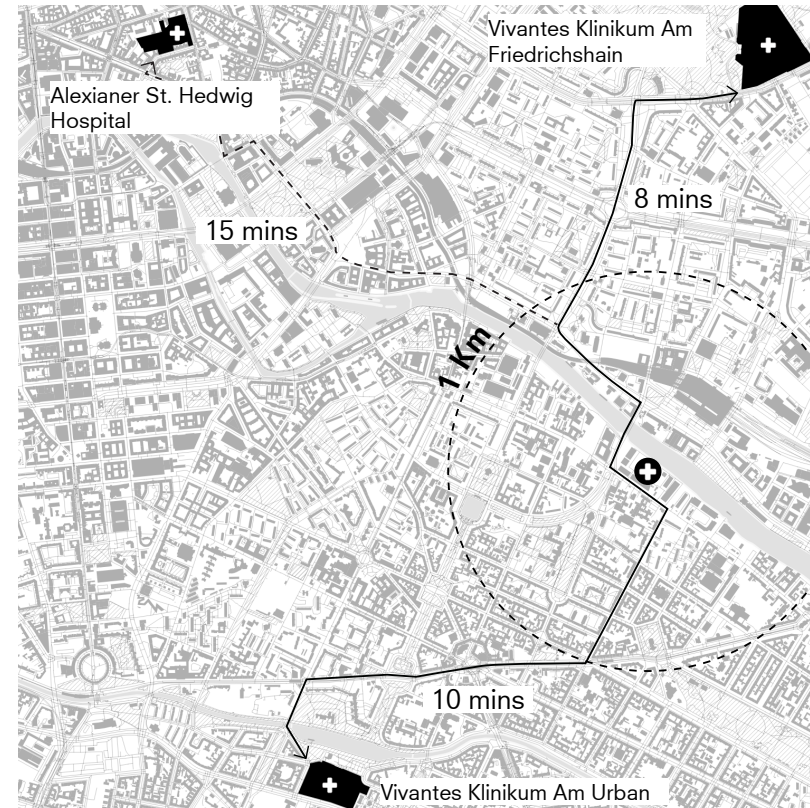 Vivantes Klinikum Am
Friedrichshain
Alexianer St. Hedwig
Hospital
8 mins
15 mins
1 Km
10 mins
Vivantes Klinikum Am Urban